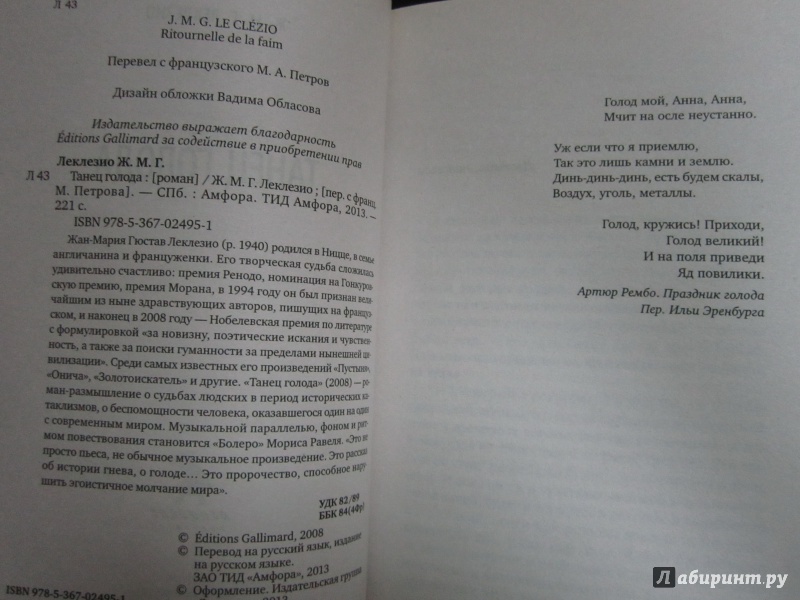 Л 43
J. M. G. LE CLÉZIO
Ritournelle de la faim
Перевел с французского М. А. Петров
Дизайн обложки Вадима Обласова
Издательство выражает благодарность
Éditions Gallimard за содействие в приобретении прав
Леклезио Ж. М. Г.
Л 43 Танец голода : [роман] / Ж. М. Г. Леклезио ; [пер. с франц.
М. Петрова]. — СПб. : Амфора. ТИД Амфора, 2013. —
221 с.
ISBN 978-5-367-02495-1
Жан-Мария Гюстав Леклезио (р. 1940) родился в Ницце, в семье
англичанина и француженки. Его творческая судьба сложилась
удивительно счастливо: премия Ренодо, номинация на Гонкуров-
скую премию, премия Морана, в 1994 году он был признан вели-
чайшим из ныне здравствующих авторов, пишущих на француз-
ском, и наконец в 2008 году — Нобелевская премия по литературе
с формулировкой «за новизну, поэтические искания и чувствен-
ность, а также за поиски гуманности за пределами нынешней ци-
вилизации». Среди самых известных его произведений «Пустыня»,
«Онича», «Золотоискатель» и другие. «Танец голода» (2008) — ро-
ман-размышление о судьбах людских в период исторических ка-
таклизмов, о беспомощности человека, оказавшегося один на один
с современным миром. Музыкальной параллелью, фоном и рит-
мом повествования становится «Болеро» Мориса Равеля. «Это не
просто пьеса, не обычное музыкальное произведение. Это рассказ
об истории гнева, о голоде... Это пророчество, способное нару-
шить эгоистичное молчание мира».
УДК 82/89
ББК 84(4Фр)
© Éditions Gallimard, 2008
© Перевод на русский язык, издание
на русском языке.
ЗАО ТИД «Амфора», 2013
© Оформление. Издательская группа
ISBN 978-5-367-02495-1
Голод мой, Анна, Анна,
Мчит на осле неустанно.
Уж если что я приемлю,
Так это лишь камни и землю.
Динь-динь-динь, есть будем скалы,
Воздух, уголь, металлы.
Голод, кружись! Приходи,
Голод великий!
И на поля приведи
Яд повилики.
Артюр Рембо. Праздник голода
Пер. Ильи Эренбурга
Лабиринт.ру